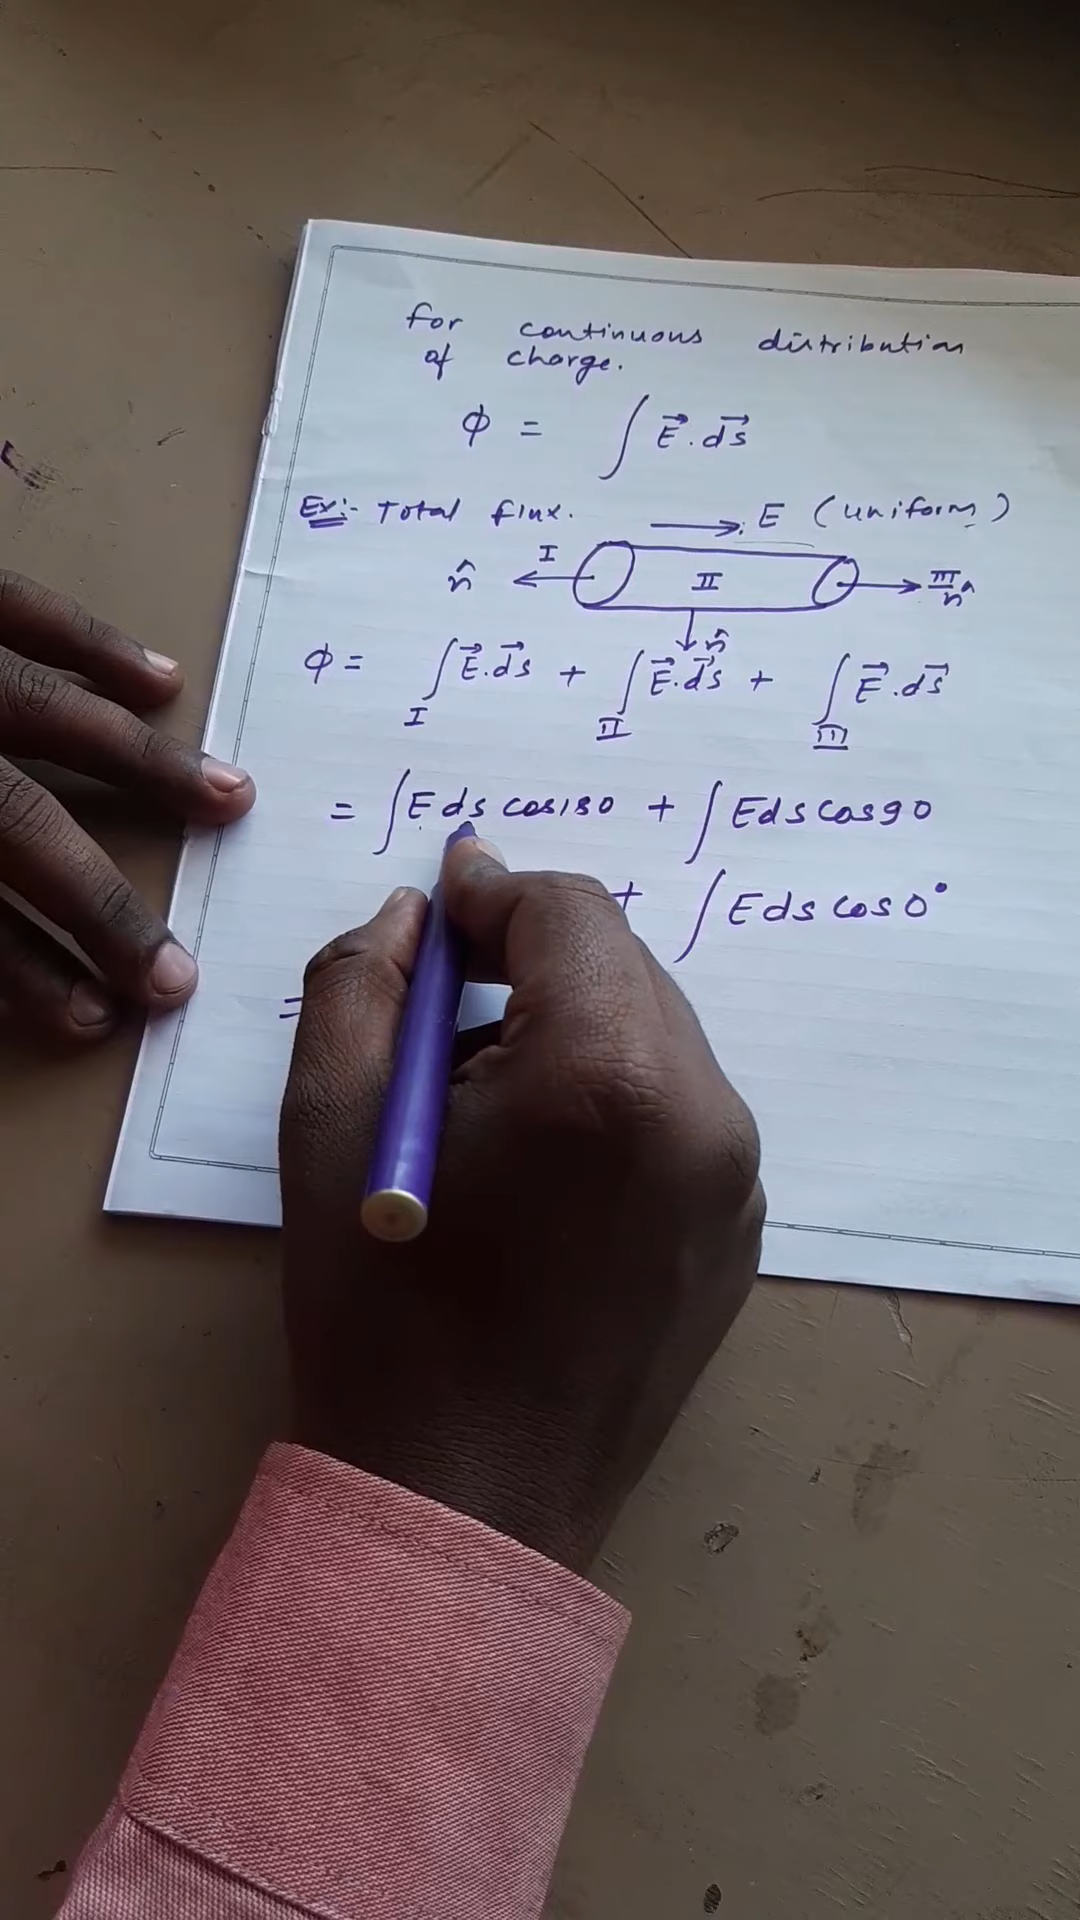 for continuous distribution
of charge.
φ = ∫ E⃗.ds⃗
Ex:- Total flux. → E (uniform)
n̂ I II III n̂
n̂
φ = ∫ E⃗.ds⃗ + ∫ E⃗.ds⃗ + ∫ E⃗.ds⃗
I II III
= ∫ E ds cos180 + ∫ E ds cos90
+ ∫ E ds cos0°
=